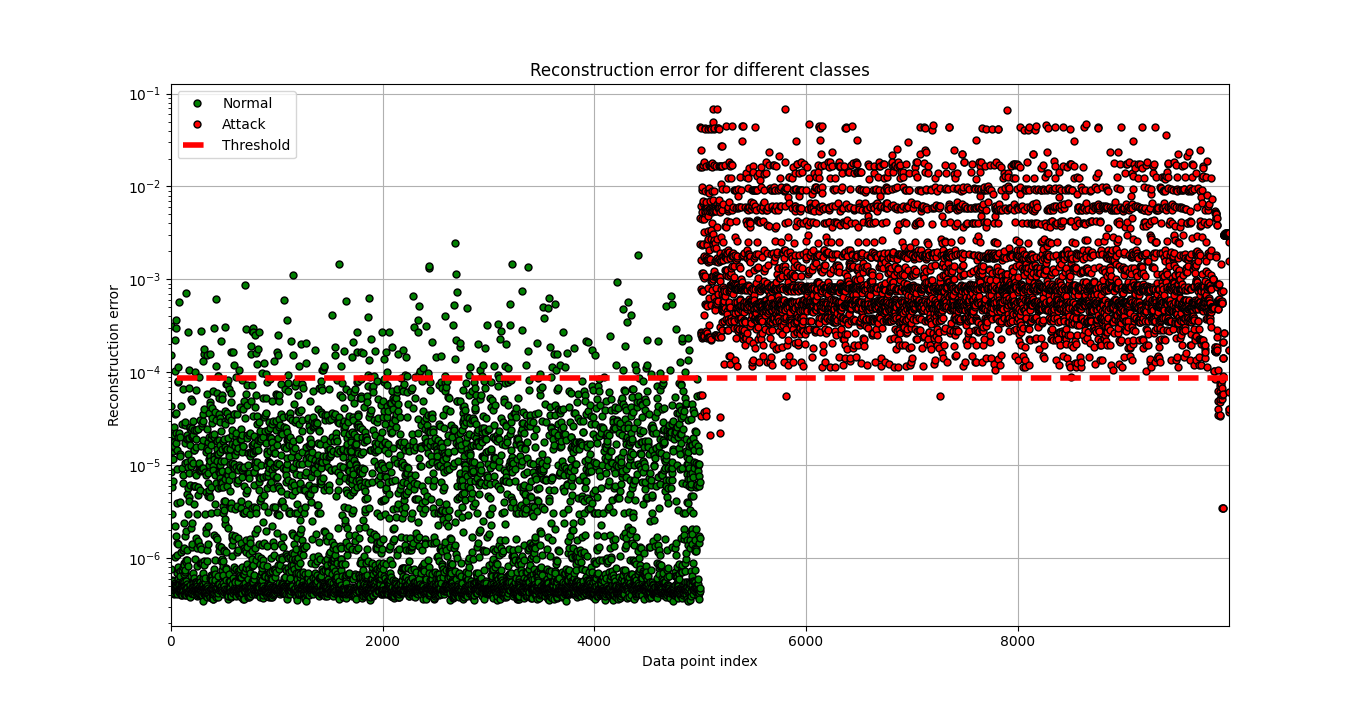 Reconstruction error for different classes
Normal
Attack
Threshold
Reconstruction error
10⁻¹
10⁻²
10⁻³
10⁻⁴
10⁻⁵
10⁻⁶
0 2000 4000 6000 8000
Data point index